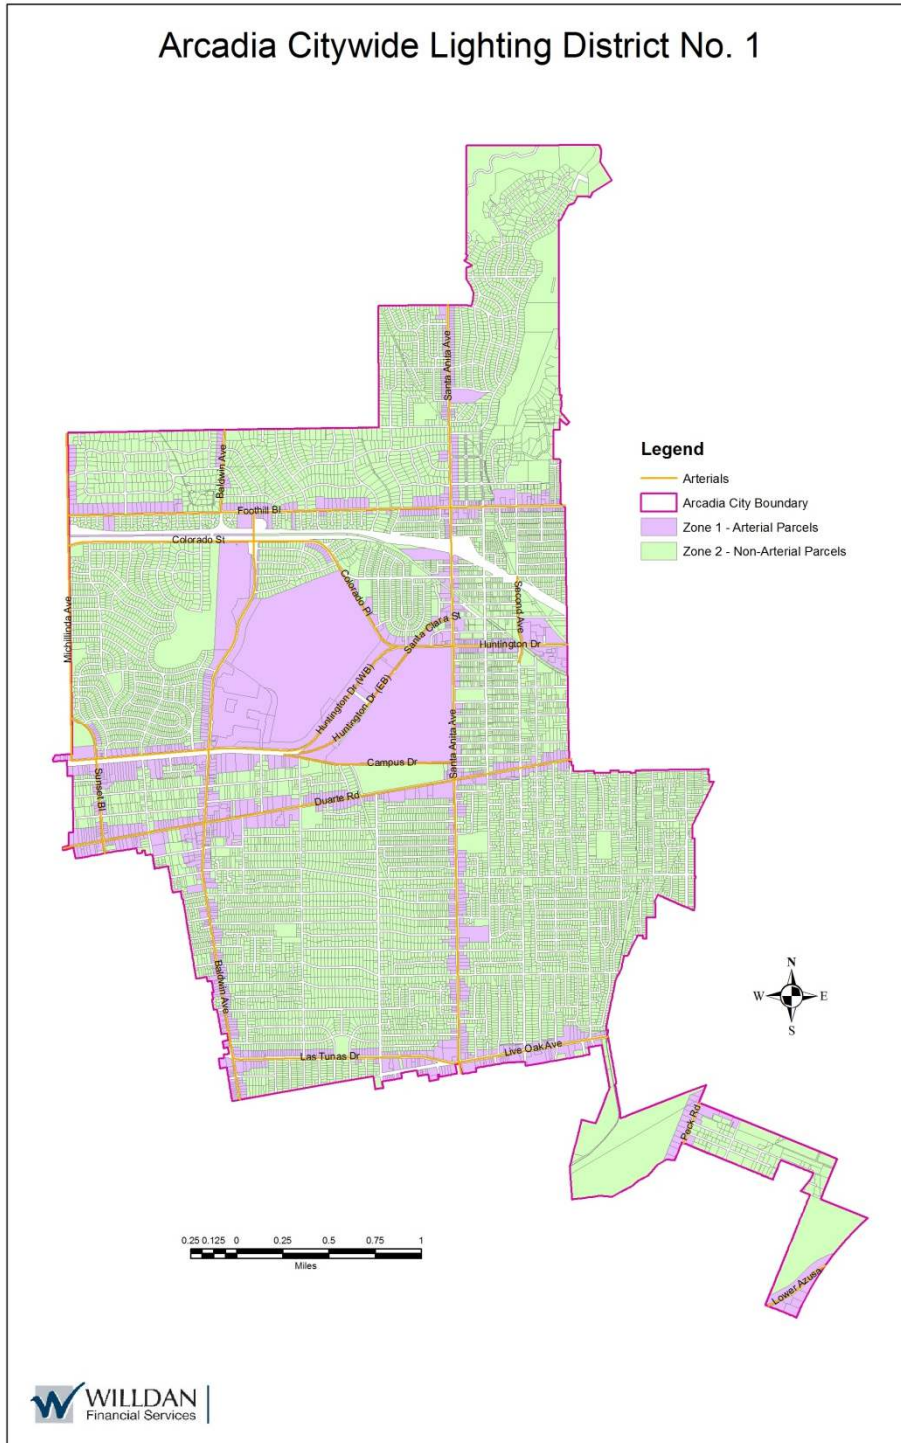 Arcadia Citywide Lighting District No. 1
Santa Anita Ave
Baldwin Ave
Legend
Arterials
Arcadia City Boundary
Zone 1 - Arterial Parcels
Zone 2 - Non-Arterial Parcels
Foothill Bl
Colorado St
Colorado Pl
Michillinda Ave
Second Ave
Santa Clara St
Huntington Dr
Huntington Dr (WB)
Huntington Dr (EB)
Santa Anita Ave
Campus Dr
Sunset Bl
Duarte Rd
Baldwin Ave
N
W E
S
Las Tunas Dr
Live Oak Ave
Peck Rd
0.25 0.125 0 0.25 0.5 0.75 1
Miles
Lower Azusa
W WILLDAN
Financial Services